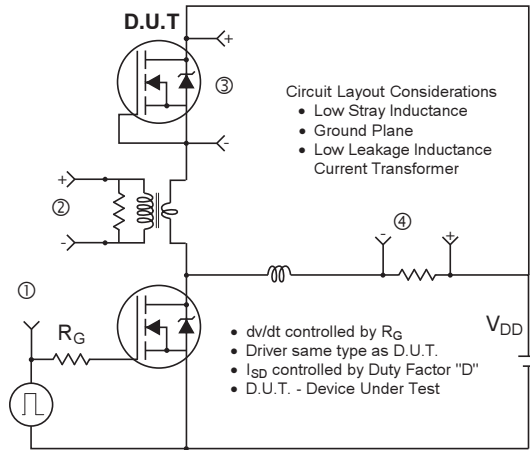 D.U.T
+
③
-
Circuit Layout Considerations
• Low Stray Inductance
• Ground Plane
• Low Leakage Inductance
Current Transformer
+
②
-
④
-
+
①
RG
VDD
• dv/dt controlled by RG
• Driver same type as D.U.T.
• ISD controlled by Duty Factor "D"
• D.U.T. - Device Under Test